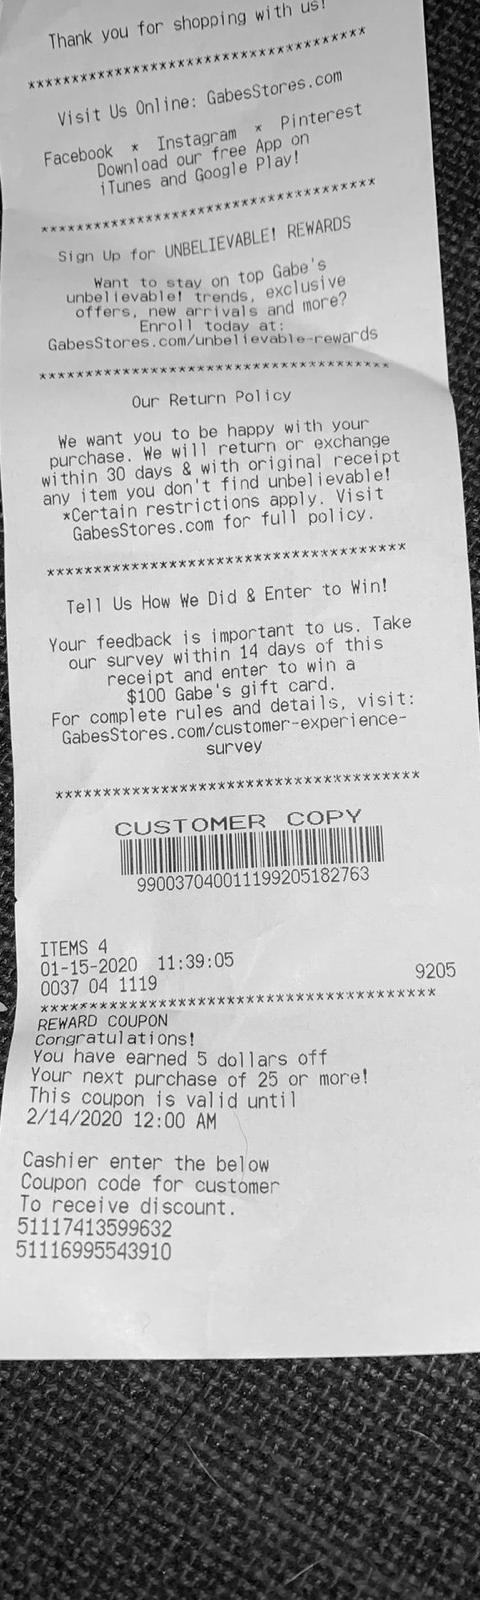 Thank you for shopping with us!
************************************
Visit Us Online: GabesStores.com
Facebook * Instagram * Pinterest
Download our free App on
iTunes and Google Play!
************************************
Sign Up for UNBELIEVABLE! REWARDS
Want to stay on top Gabe's
unbelievable! trends, exclusive
offers, new arrivals and more?
Enroll today at:
GabesStores.com/unbelievable-rewards
************************************
Our Return Policy
We want you to be happy with your
purchase. We will return or exchange
within 30 days & with original receipt
any item you don't find unbelievable!
*Certain restrictions apply. Visit
GabesStores.com for full policy.
************************************
Tell Us How We Did & Enter to Win!
Your feedback is important to us. Take
our survey within 14 days of this
receipt and enter to win a
$100 Gabe's gift card.
For complete rules and details, visit:
GabesStores.com/customer-experience-
survey
************************************
CUSTOMER COPY
990037040011199205182763
ITEMS 4
01-15-2020 11:39:05
0037 04 1119 9205
****************************************
REWARD COUPON
Congratulations!
You have earned 5 dollars off
Your next purchase of 25 or more!
This coupon is valid until
2/14/2020 12:00 AM
Cashier enter the below
Coupon code for customer
To receive discount.
51117413599632
51116995543910